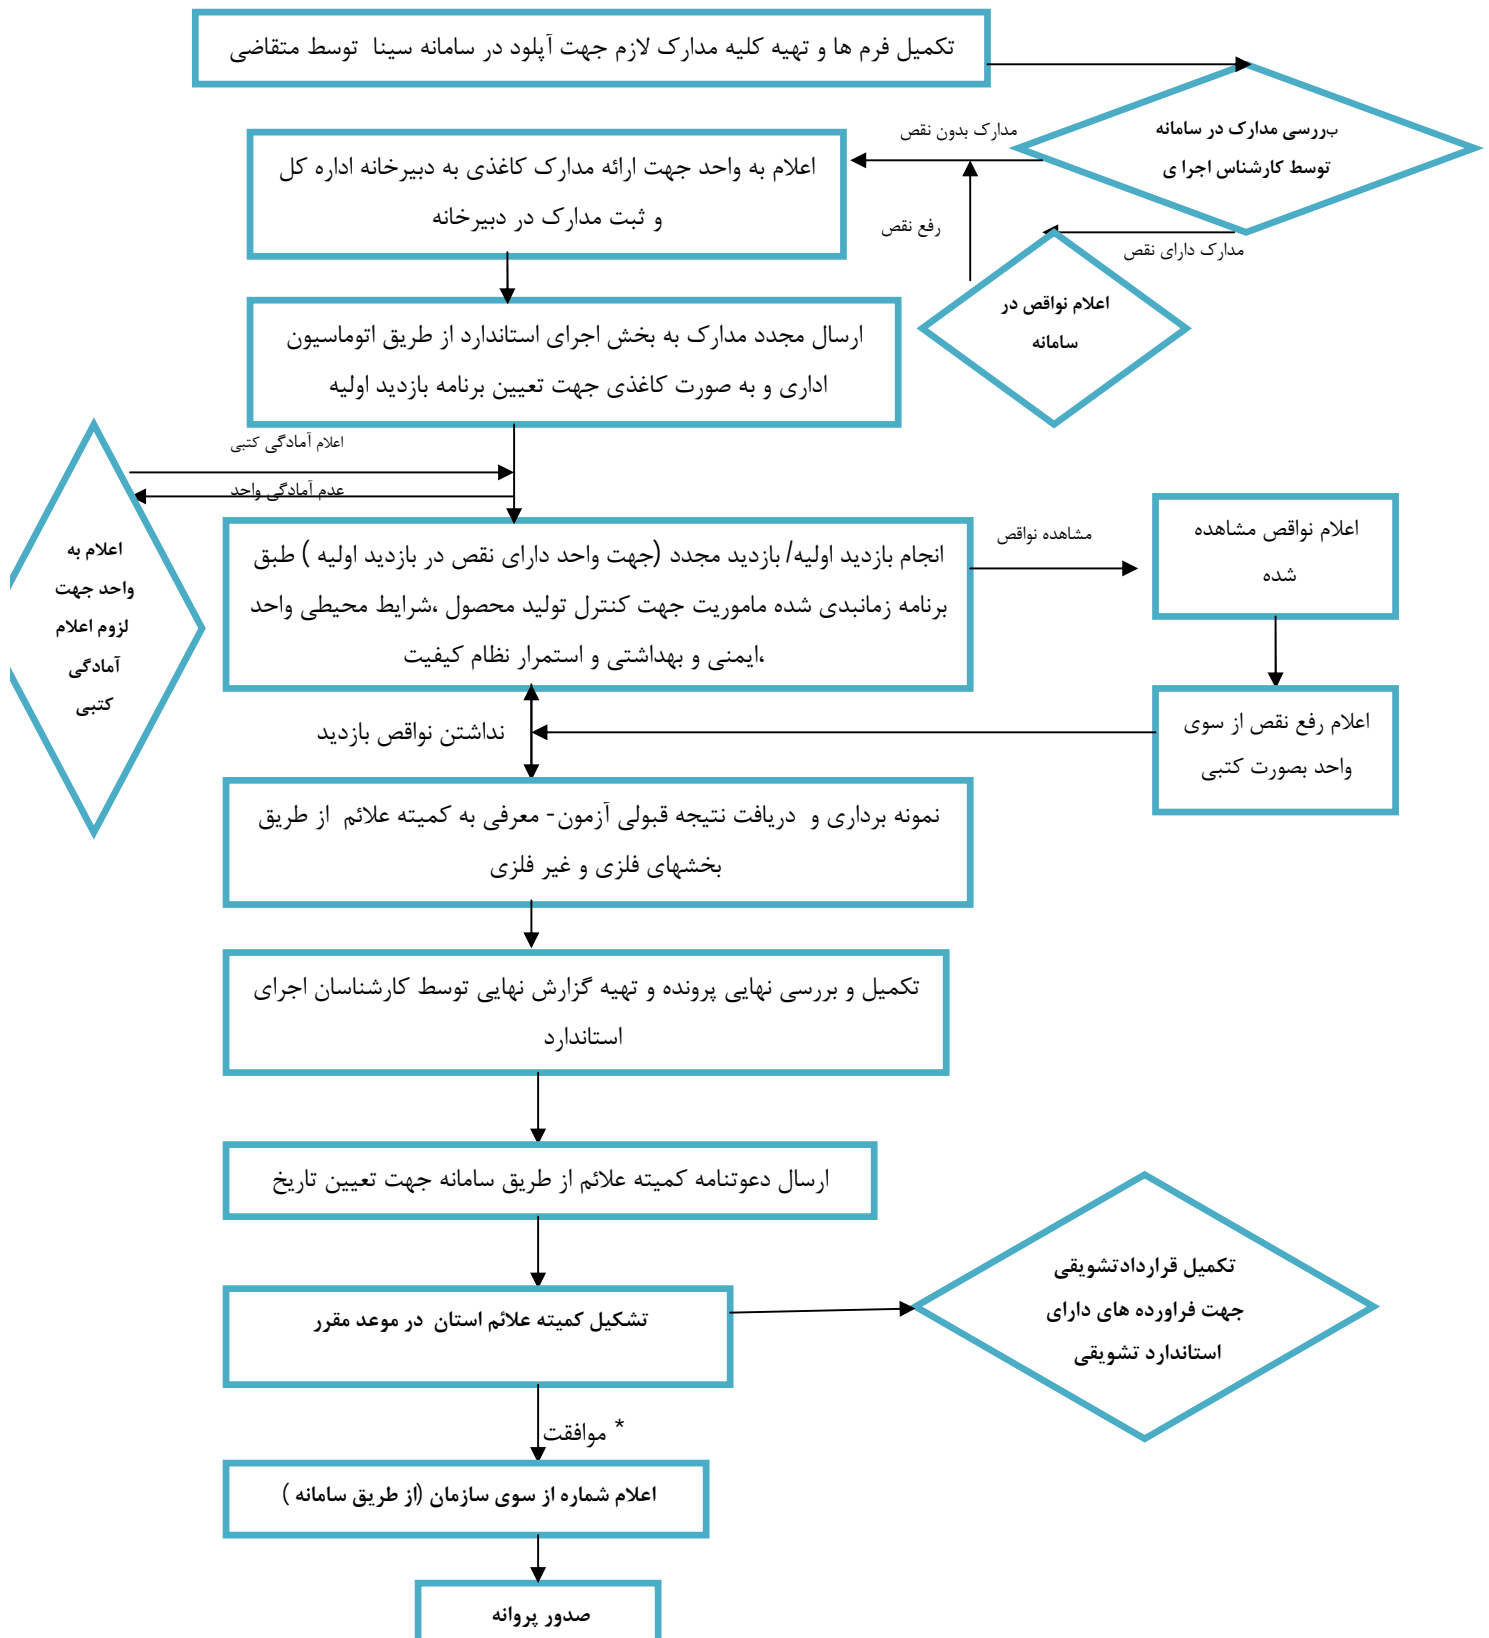 تکمیل فرم ها و تهیه کلیه مدارک لازم جهت آپلود در سامانه سینا توسط متقاضی
بررسی مدارک در سامانه
توسط کارشناس اجرا ی
مدارک بدون نقص
اعلام به واحد جهت ارائه مدارک کاغذی به دبیرخانه اداره کل
و ثبت مدارک در دبیرخانه
رفع نقص
مدارک دارای نقص
اعلام نواقص در
سامانه
ارسال مجدد مدارک به بخش اجرای استاندارد از طریق اتوماسیون
اداری و به صورت کاغذی جهت تعیین برنامه بازدید اولیه
اعلام آمادگی کتبی
عدم آمادگی واحد
اعلام به
واحد جهت
لزوم اعلام
آمادگی
کتبی
انجام بازدید اولیه/ بازدید مجدد (جهت واحد دارای نقص در بازدید اولیه ) طبق
برنامه زمانبدی شده ماموریت جهت کنترل تولید محصول ،شرایط محیطی واحد
،ایمنی و بهداشتی و استمرار نظام کیفیت
مشاهده نواقص
اعلام نواقص مشاهده
شده
اعلام رفع نقص از سوی
واحد بصورت کتبی
نداشتن نواقص بازدید
نمونه برداری و دریافت نتیجه قبولی آزمون- معرفی به کمیته علائم از طریق
بخشهای فلزی و غیر فلزی
تکمیل و بررسی نهایی پرونده و تهیه گزارش نهایی توسط کارشناسان اجرای
استاندارد
ارسال دعوتنامه کمیته علائم از طریق سامانه جهت تعیین تاریخ
تشکیل کمیته علائم استان در موعد مقرر
تکمیل قراردادتشویقی
جهت فراورده های دارای
استاندارد تشویقی
* موافقت
اعلام شماره از سوی سازمان (از طریق سامانه )
صدور پروانه